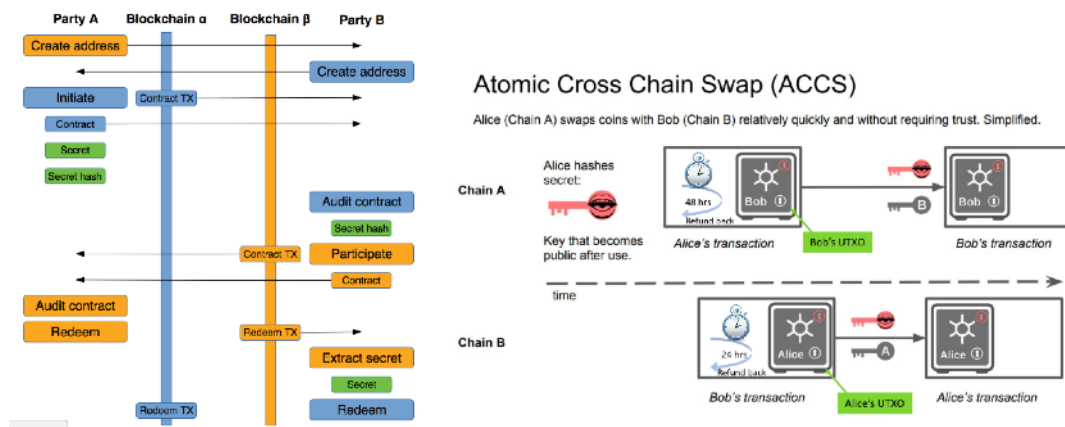 Party A Blockchain α Blockchain β Party B
Create address
Create address
Initiate Contract TX
Contract
Secret
Secret hash
Audit contract
Secret hash
Contract TX Participate
Contract
Audit contract
Redeem Redeem TX
Extract secret
Secret
Redeem TX Redeem
Atomic Cross Chain Swap (ACCS)
Alice (Chain A) swaps coins with Bob (Chain B) relatively quickly and without requiring trust. Simplified.
Chain A
Alice hashes
secret:
Key that becomes
public after use.
48 hrs
Refund back
Bob
Alice's transaction
Bob's UTXO
B
Bob
Bob's transaction
time
Chain B
24 hrs
Refund back
Alice
Bob's transaction
Alice's UTXO
A
Alice
Alice's transaction